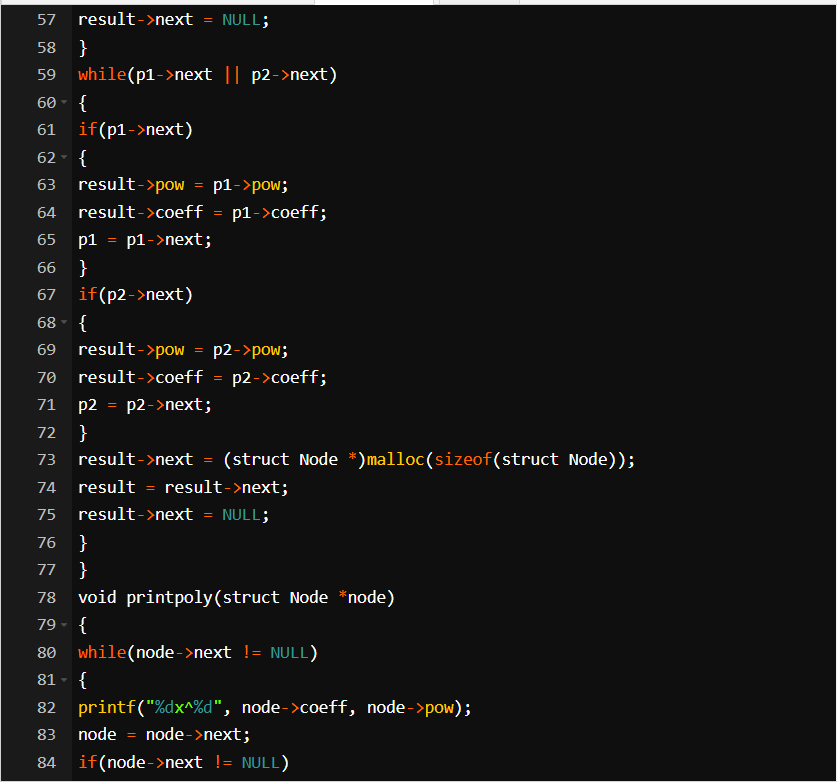 57 result->next = NULL;
58 }
59 while(p1->next || p2->next)
60 {
61 if(p1->next)
62 {
63 result->pow = p1->pow;
64 result->coeff = p1->coeff;
65 p1 = p1->next;
66 }
67 if(p2->next)
68 {
69 result->pow = p2->pow;
70 result->coeff = p2->coeff;
71 p2 = p2->next;
72 }
73 result->next = (struct Node *)malloc(sizeof(struct Node));
74 result = result->next;
75 result->next = NULL;
76 }
77 }
78 void printpoly(struct Node *node)
79 {
80 while(node->next != NULL)
81 {
82 printf("%dx^%d", node->coeff, node->pow);
83 node = node->next;
84 if(node->next != NULL)